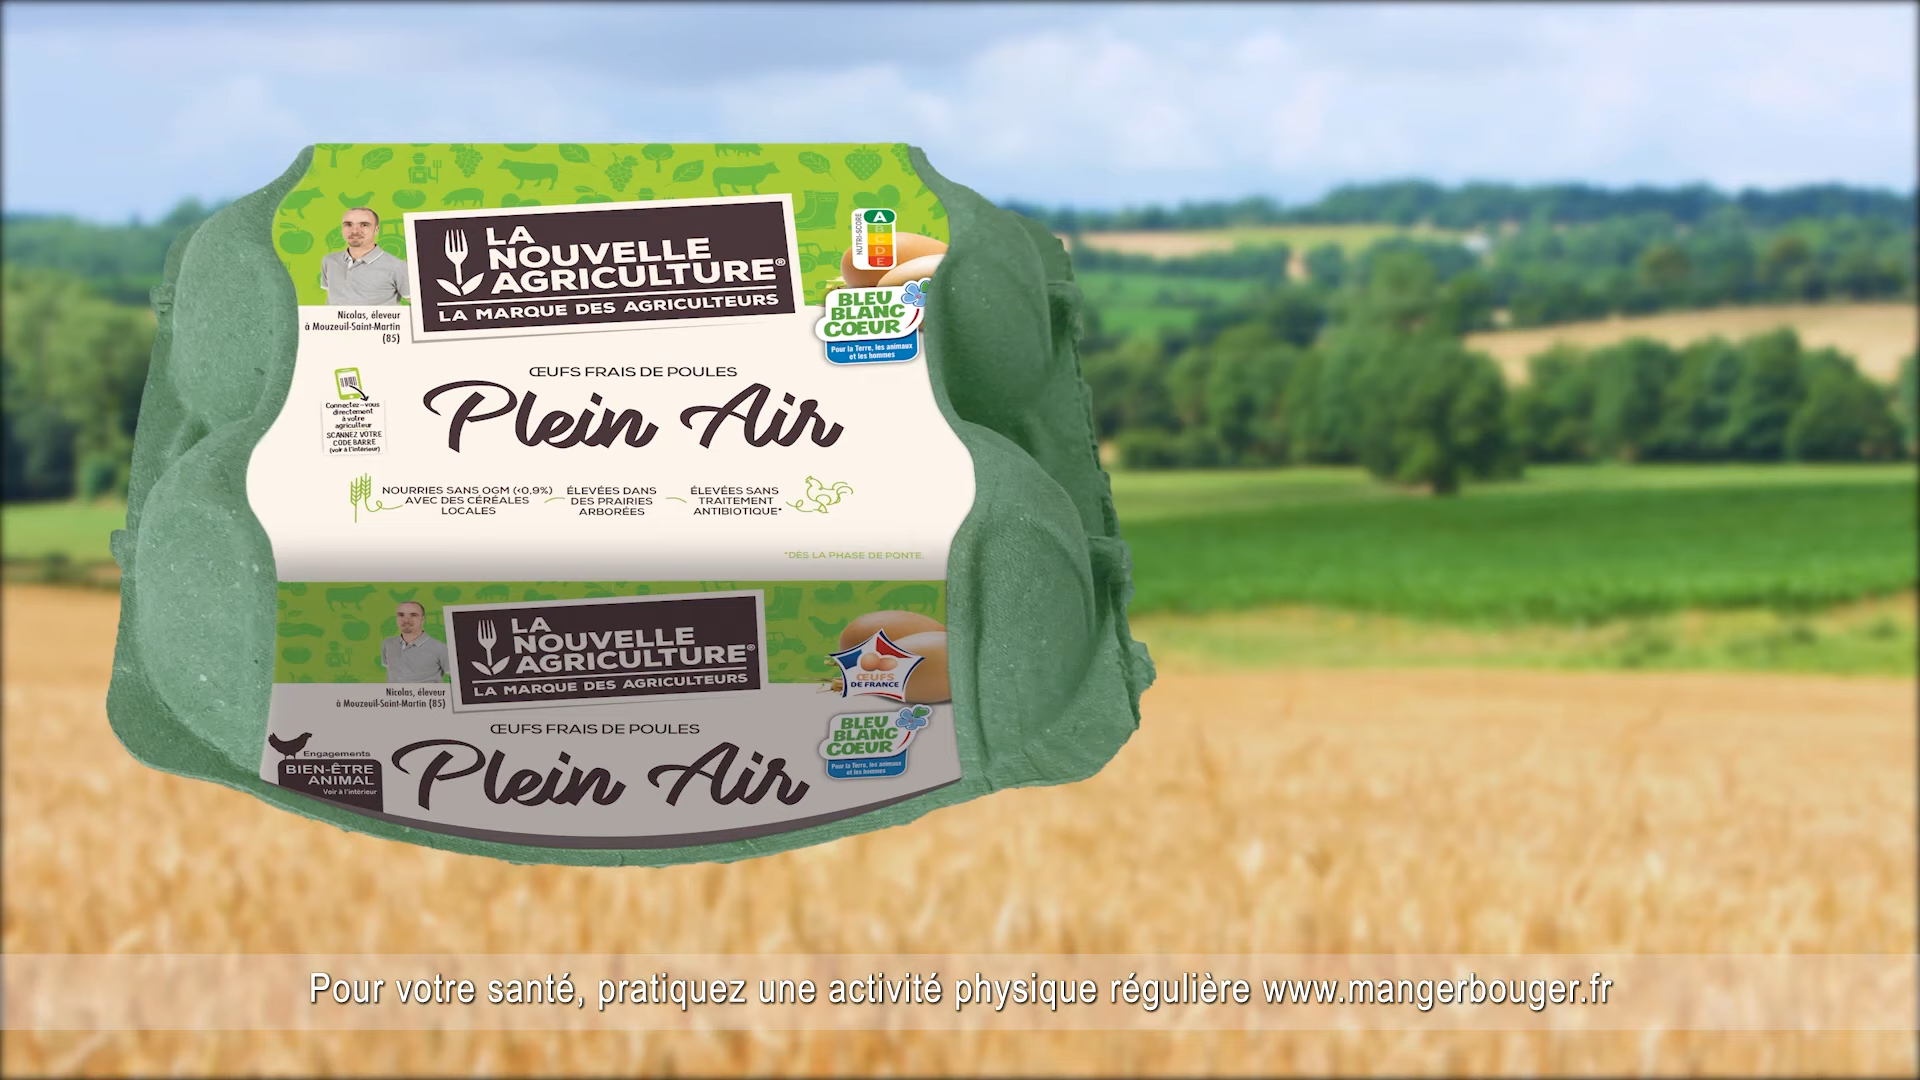 LA
NOUVELLE
AGRICULTURE®
LA MARQUE DES AGRICULTEURS
NUTRI-SCORE
A
B
C
D
E
BLEU
BLANC
COEUR
Pour la Terre, les animaux
et les hommes
Nicolas, éleveur
à Mouzeuil-Saint-Martin
(85)
ŒUFS FRAIS DE POULES
Plein Air
Connectez-vous
directement
à votre
agriculteur
SCANNEZ VOTRE
CODE BARRE
(voir à l'intérieur)
NOURRIES SANS OGM (<0,9%)
AVEC DES CÉRÉALES
LOCALES
ÉLEVÉES DANS
DES PRAIRIES
ARBORÉES
ÉLEVÉES SANS
TRAITEMENT
ANTIBIOTIQUE*
*DÈS LA PHASE DE PONTE.
LA
NOUVELLE
AGRICULTURE®
LA MARQUE DES AGRICULTEURS
ŒUFS
DE FRANCE
Nicolas, éleveur
à Mouzeuil-Saint-Martin (85)
ŒUFS FRAIS DE POULES
Plein Air
BLEU
BLANC
COEUR
Pour la Terre, les animaux
et les hommes
Engagements
BIEN-ÊTRE
ANIMAL
Voir à l'intérieur
Pour votre santé, pratiquez une activité physique régulière www.mangerbouger.fr